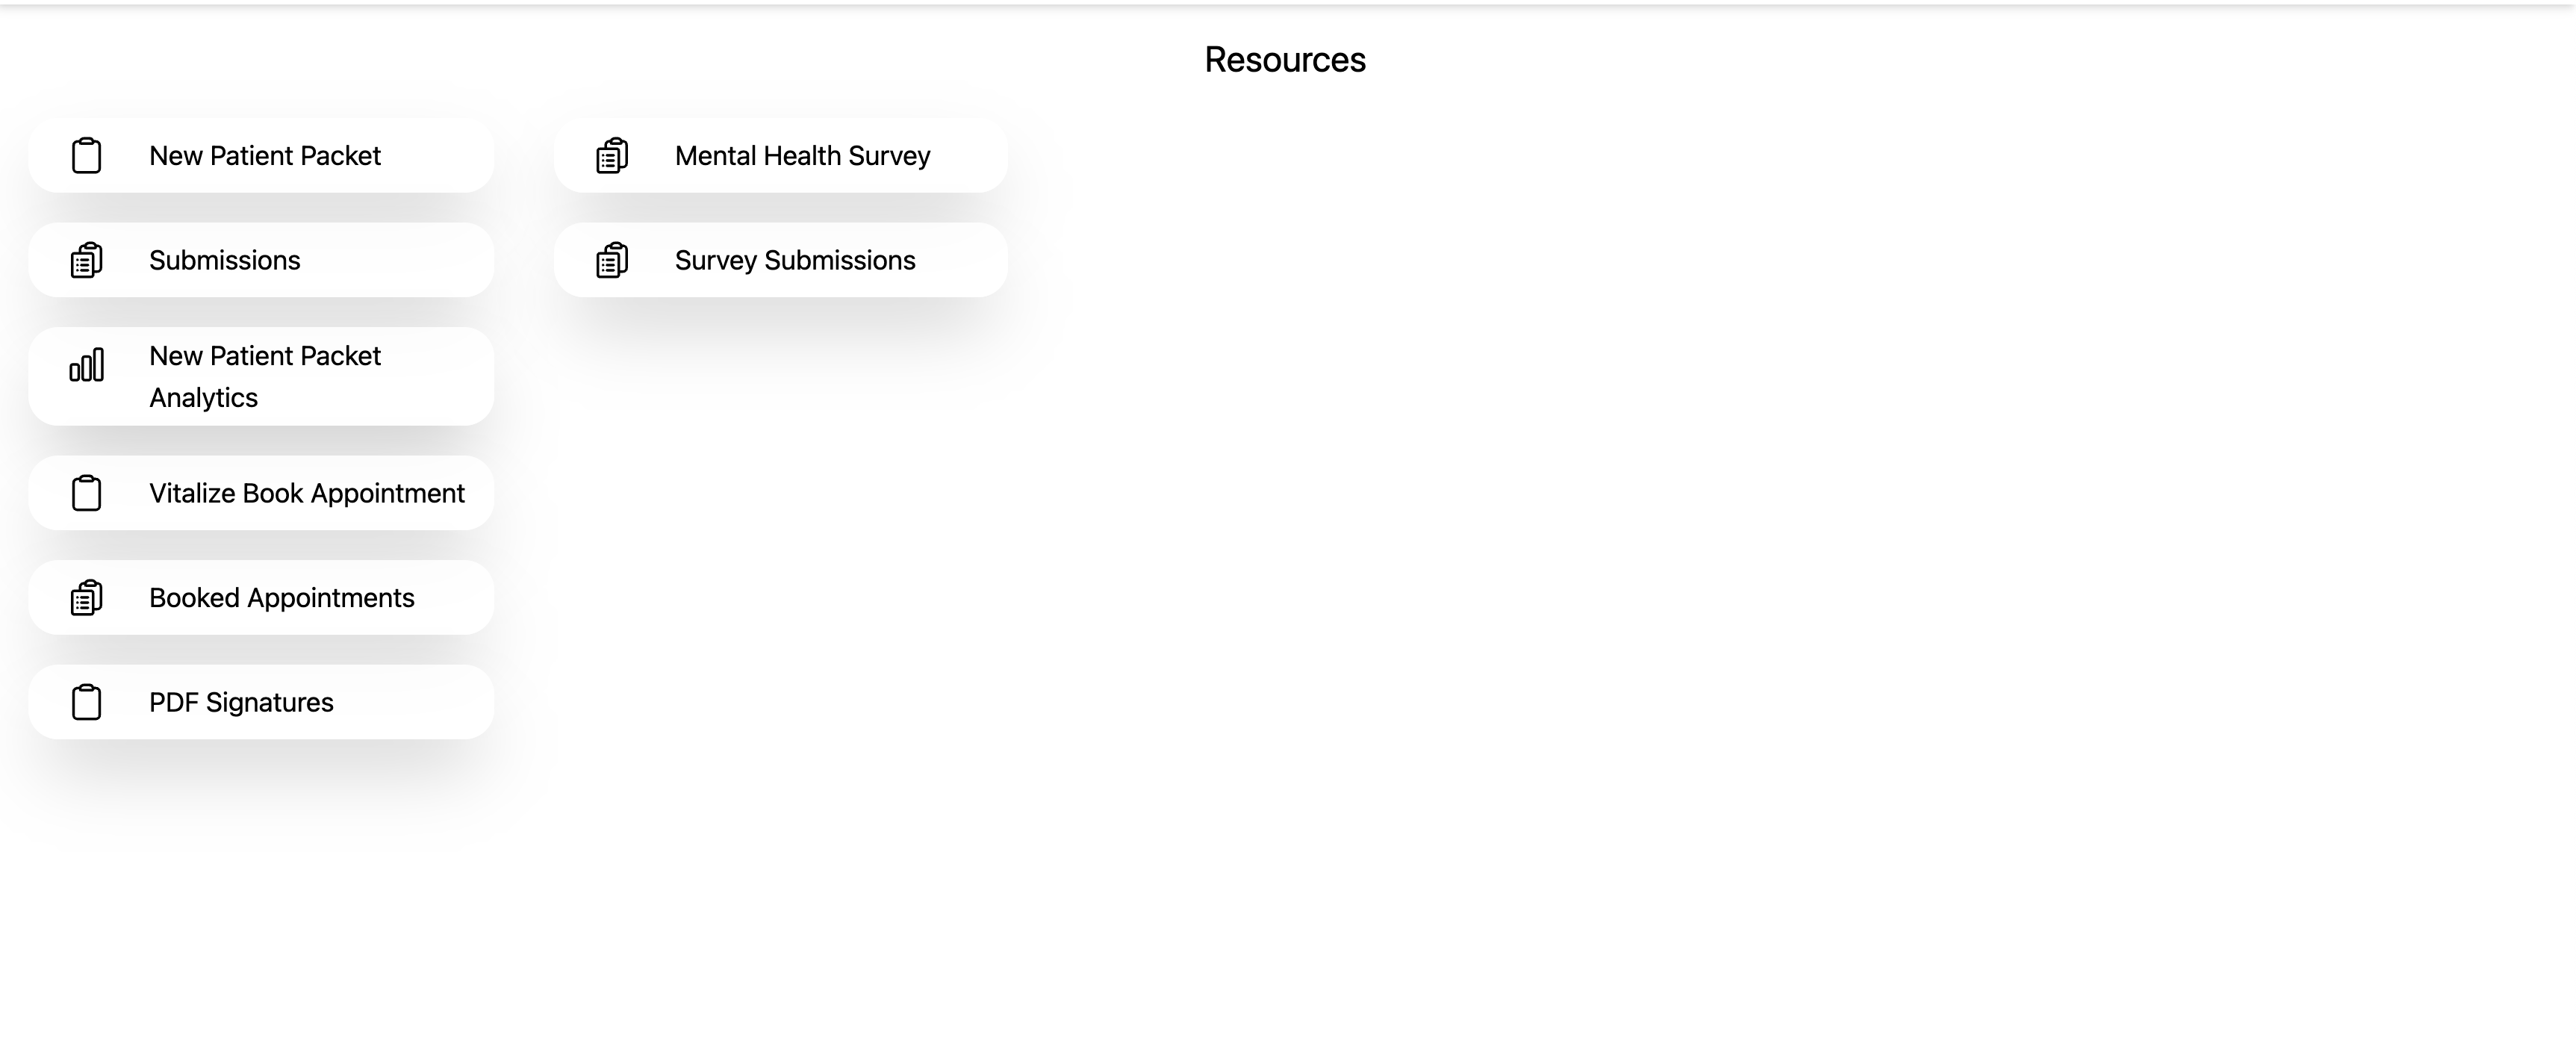 Resources
New Patient Packet
Submissions
New Patient Packet
Analytics
Vitalize Book Appointment
Booked Appointments
PDF Signatures
Mental Health Survey
Survey Submissions